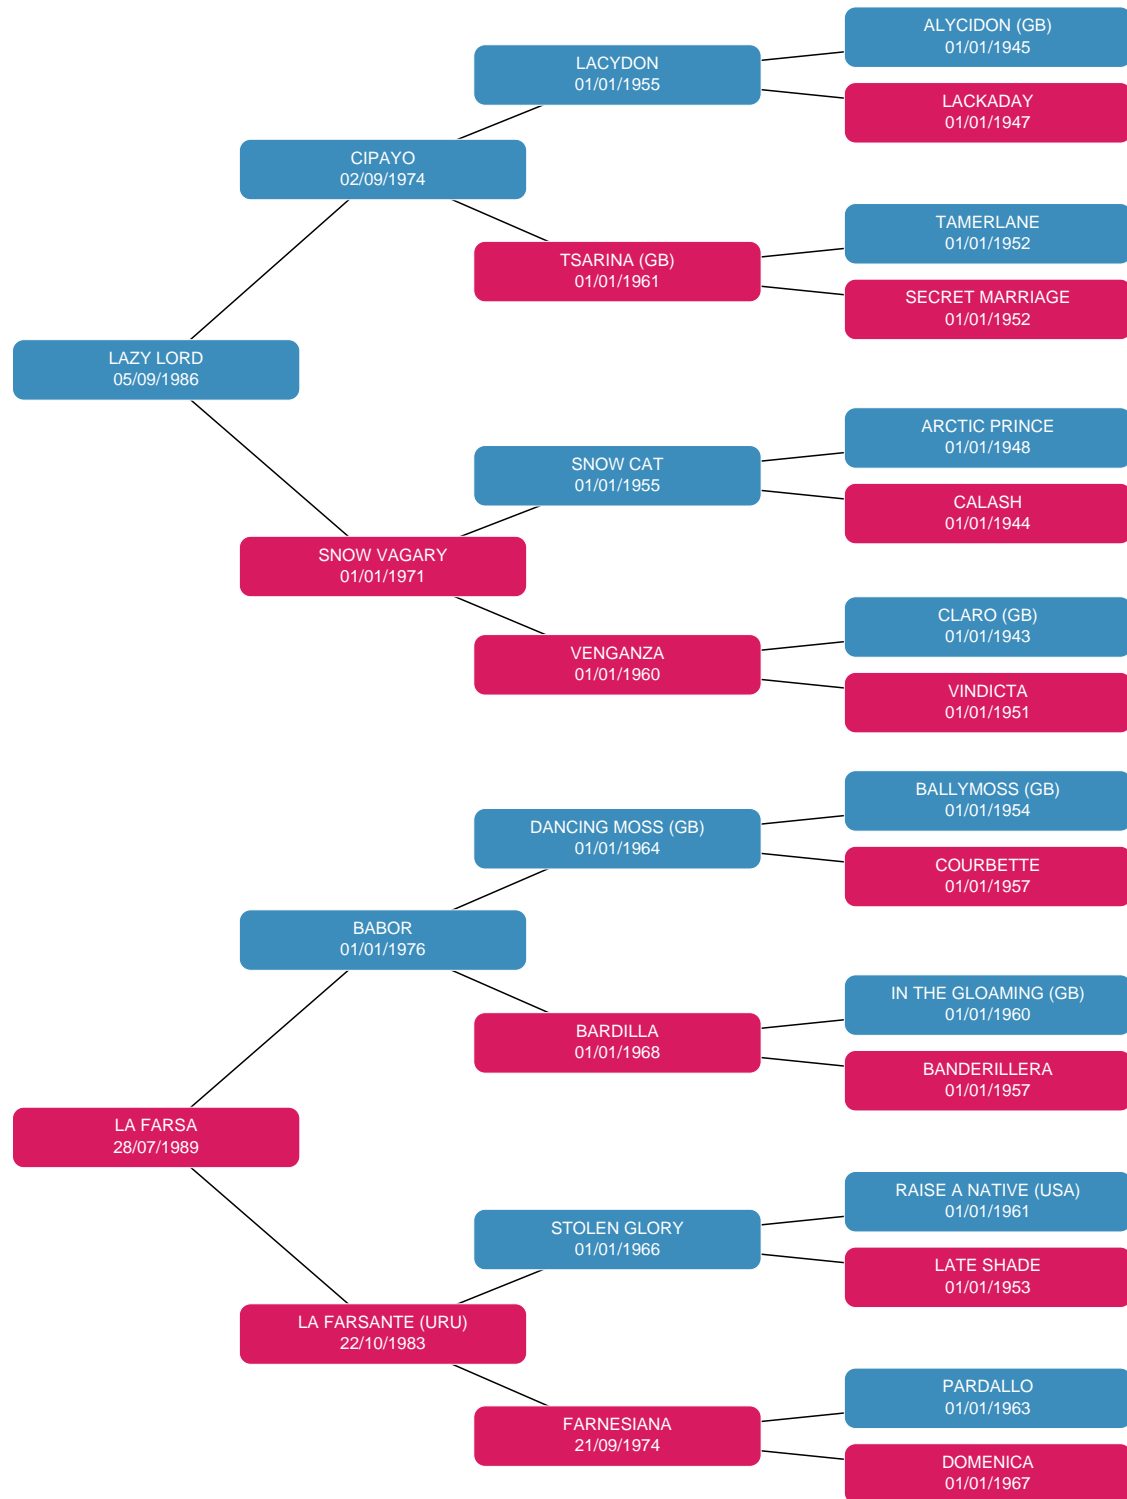 ALYCIDON (GB)
01/01/1945
LACYDON
01/01/1955
LACKADAY
01/01/1947
CIPAYO
02/09/1974
TAMERLANE
01/01/1952
TSARINA (GB)
01/01/1961
SECRET MARRIAGE
01/01/1952
LAZY LORD
05/09/1986
ARCTIC PRINCE
01/01/1948
SNOW CAT
01/01/1955
CALASH
01/01/1944
SNOW VAGARY
01/01/1971
CLARO (GB)
01/01/1943
VENGANZA
01/01/1960
VINDICTA
01/01/1951
BALLYMOSS (GB)
01/01/1954
DANCING MOSS (GB)
01/01/1964
COURBETTE
01/01/1957
BABOR
01/01/1976
IN THE GLOAMING (GB)
01/01/1960
BARDILLA
01/01/1968
BANDERILLERA
01/01/1957
LA FARSA
28/07/1989
RAISE A NATIVE (USA)
01/01/1961
STOLEN GLORY
01/01/1966
LATE SHADE
01/01/1953
LA FARSANTE (URU)
22/10/1983
PARDALLO
01/01/1963
FARNESIANA
21/09/1974
DOMENICA
01/01/1967